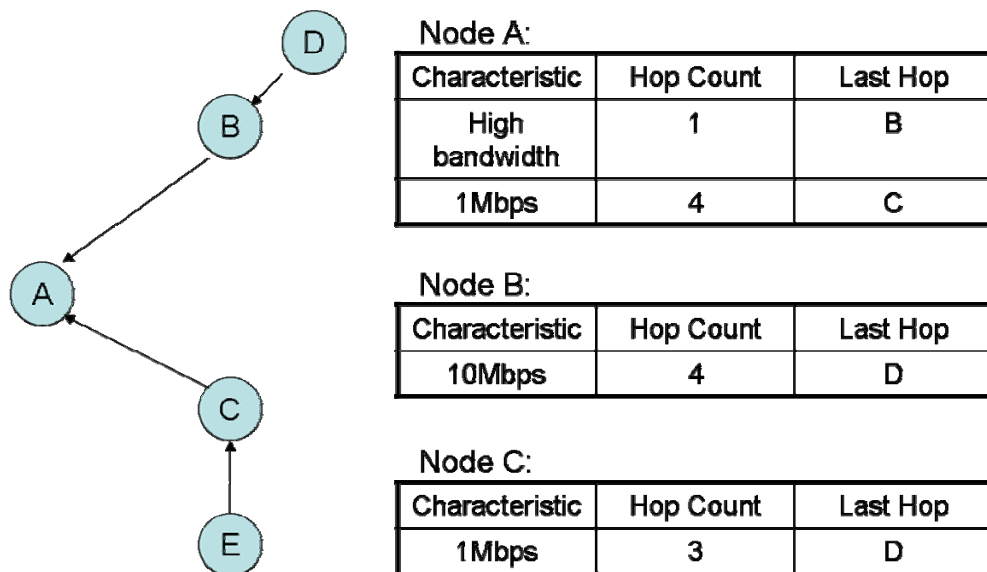 D
B
A
C
E
Node A:
Characteristic Hop Count Last Hop
High bandwidth 1 B
1Mbps 4 C
Node B:
Characteristic Hop Count Last Hop
10Mbps 4 D
Node C:
Characteristic Hop Count Last Hop
1Mbps 3 D